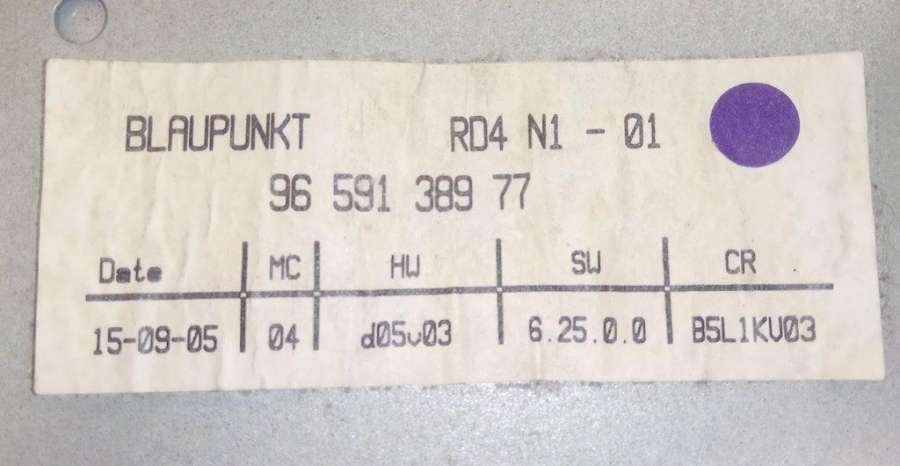 BLAUPUNKT RD4 N1 - 01
96 591 389 77
Date MC HW SW CR
15-09-05 04 d05v03 6.25.0.0 B5L1KV03